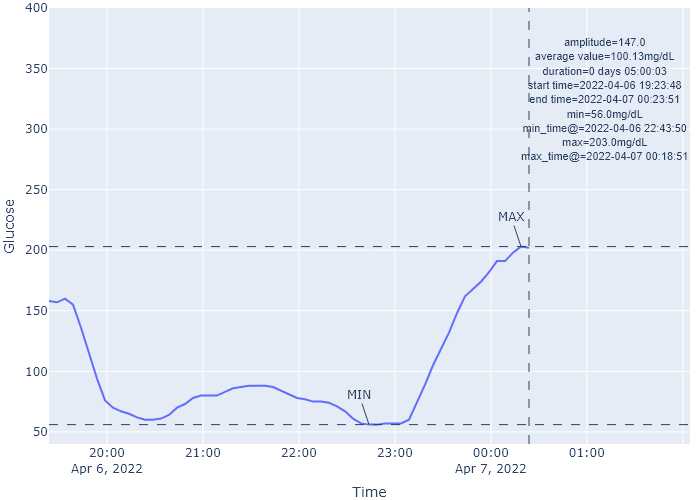 400
350
300
250
200
150
100
50
Glucose
amplitude=147.0
average value=100.13mg/dL
duration=0 days 05:00:03
start time=2022-04-06 19:23:48
end time=2022-04-07 00:23:51
min=56.0mg/dL
min_time@=2022-04-06 22:43:50
max=203.0mg/dL
max_time@=2022-04-07 00:18:51
MAX
MIN
20:00 21:00 22:00 23:00 00:00 01:00
Apr 6, 2022 Apr 7, 2022
Time